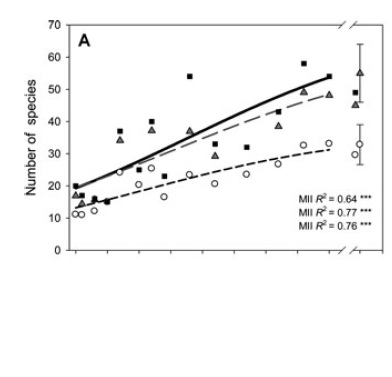 70
A
60
50
40
30
20
10
0
Number of species
MII R² = 0.64 ***
MII R² = 0.77 ***
MII R² = 0.76 ***